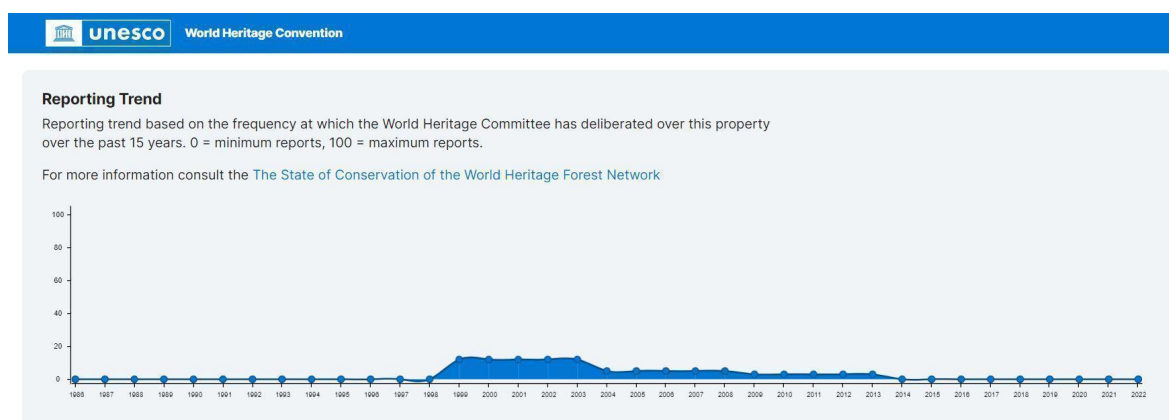 unesco World Heritage Convention
Reporting Trend
Reporting trend based on the frequency at which the World Heritage Committee has deliberated over this property
over the past 15 years. 0 = minimum reports, 100 = maximum reports.
For more information consult the The State of Conservation of the World Heritage Forest Network
100
80
60
40
20
0
1986 1987 1988 1989 1990 1991 1992 1993 1994 1995 1996 1997 1998 1999 2000 2001 2002 2003 2004 2005 2006 2007 2008 2009 2010 2011 2012 2013 2014 2015 2016 2017 2018 2019 2020 2021 2022